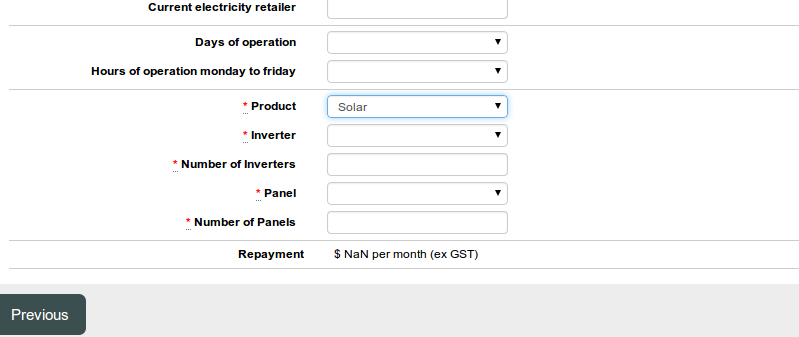 Current electricity retailer
Days of operation
Hours of operation monday to friday
* Product Solar
* Inverter
* Number of Inverters
* Panel
* Number of Panels
Repayment $ NaN per month (ex GST)
Previous